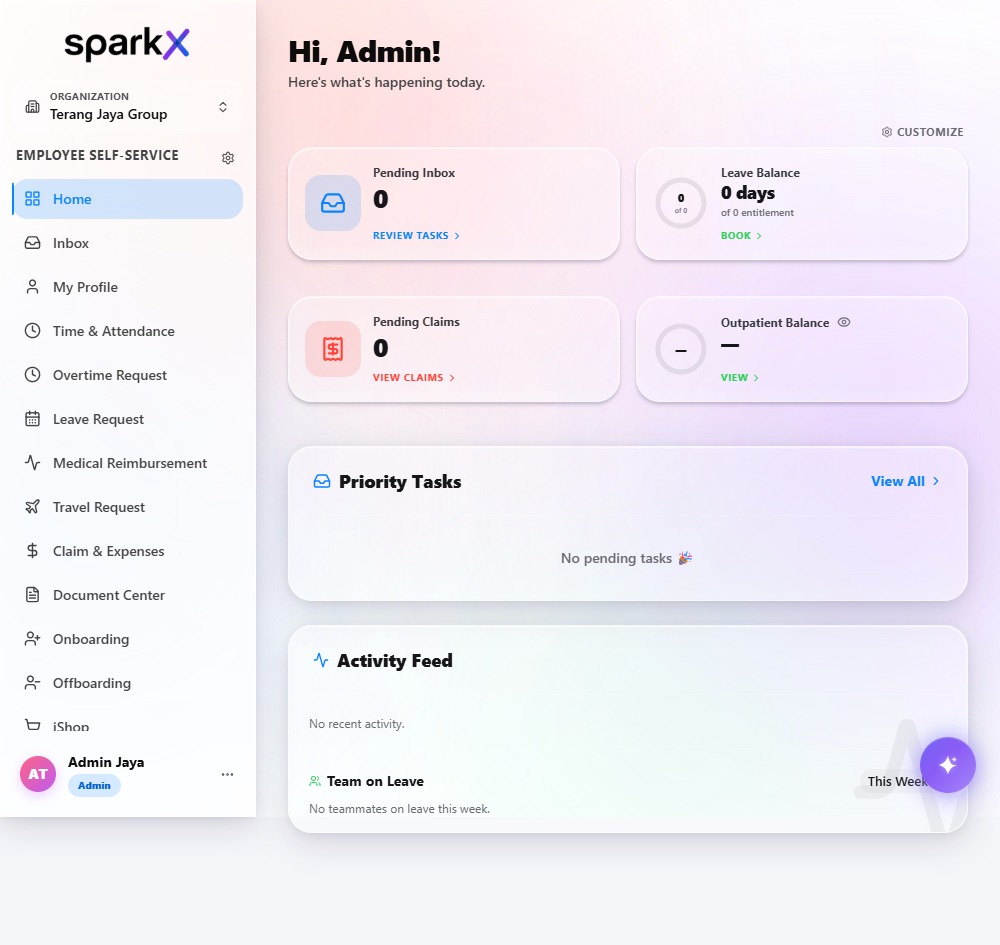 sparkX
ORGANIZATION
Terang Jaya Group
EMPLOYEE SELF-SERVICE
Home
Inbox
My Profile
Time & Attendance
Overtime Request
Leave Request
Medical Reimbursement
Travel Request
Claim & Expenses
Document Center
Onboarding
Offboarding
iShop
AT
Admin Jaya
Admin
Hi, Admin!
Here's what's happening today.
CUSTOMIZE
Pending Inbox
0
REVIEW TASKS
0
of 0
Leave Balance
0 days
of 0 entitlement
BOOK
Pending Claims
0
VIEW CLAIMS
—
Outpatient Balance
—
VIEW
Priority Tasks
View All
No pending tasks 🎉
Activity Feed
No recent activity.
Team on Leave
This Week
No teammates on leave this week.